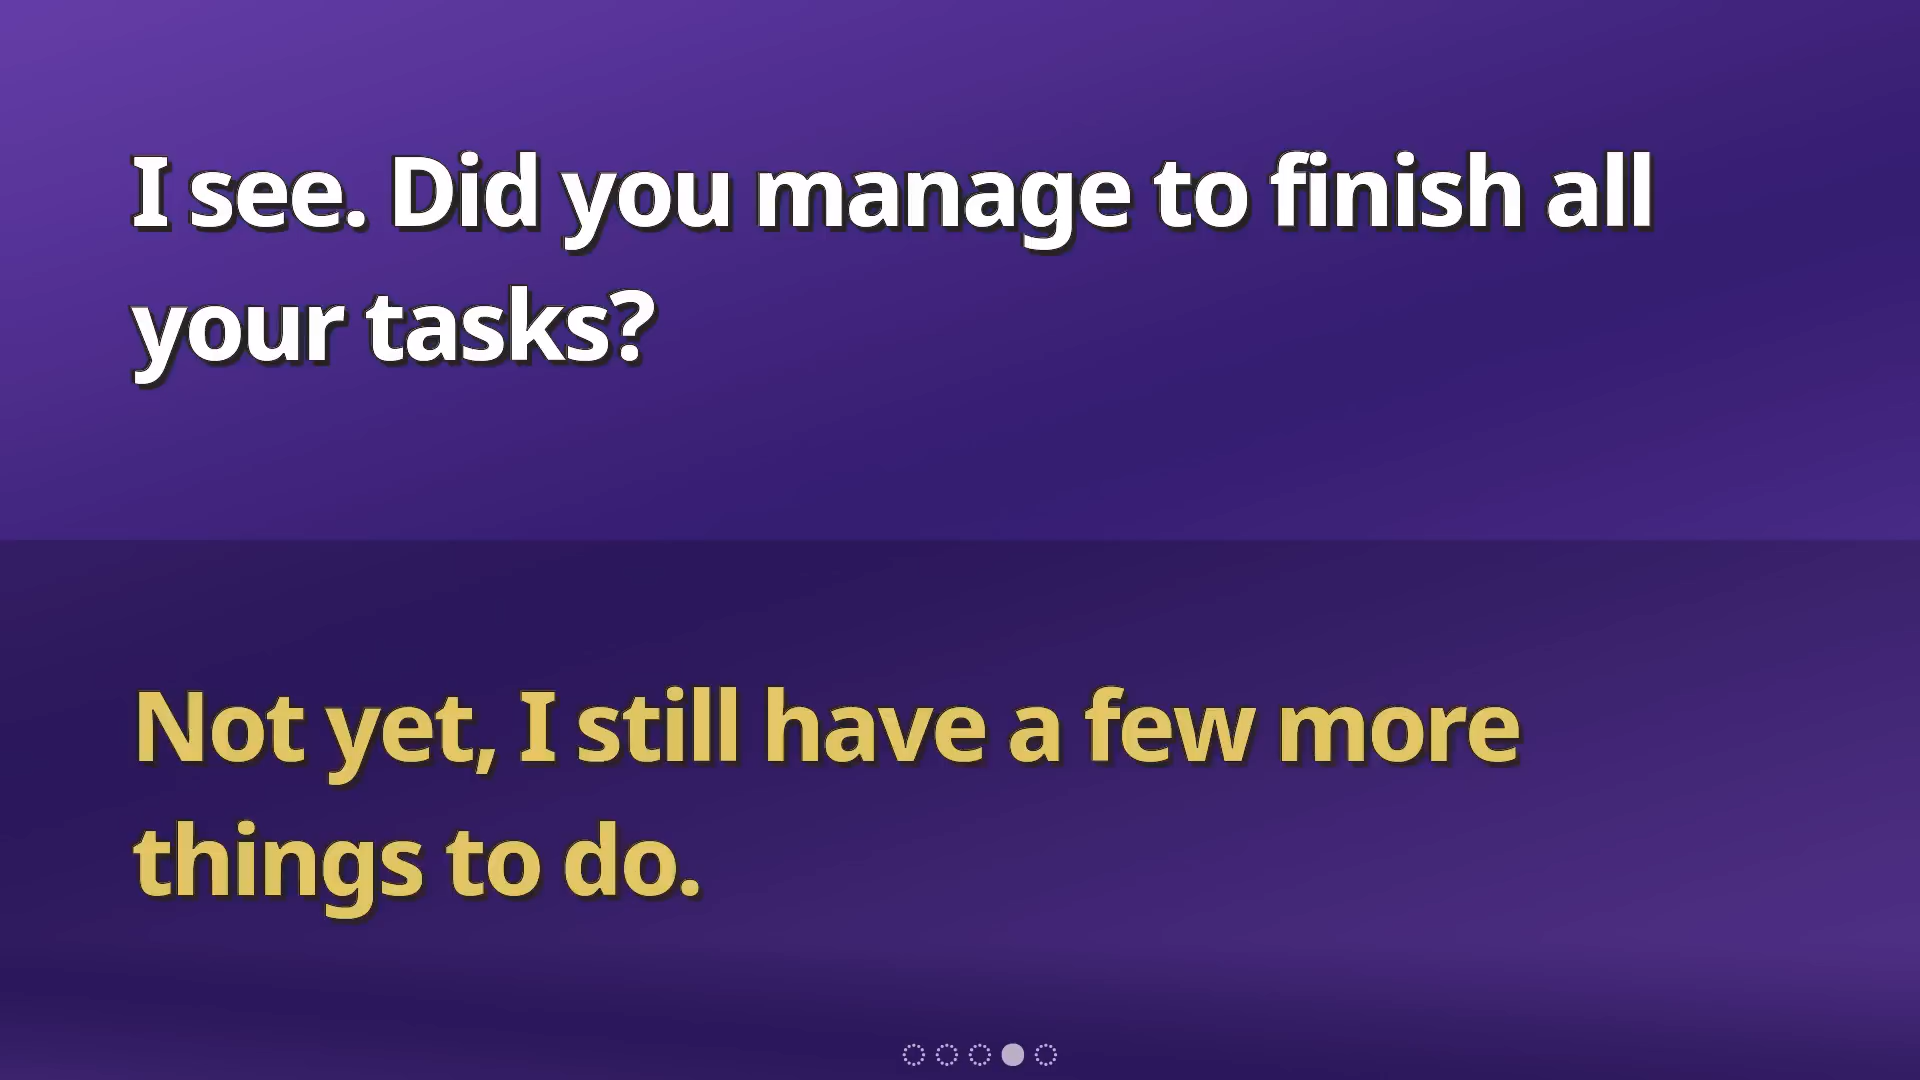 I see. Did you manage to finish all
your tasks?
Not yet, I still have a few more
things to do.